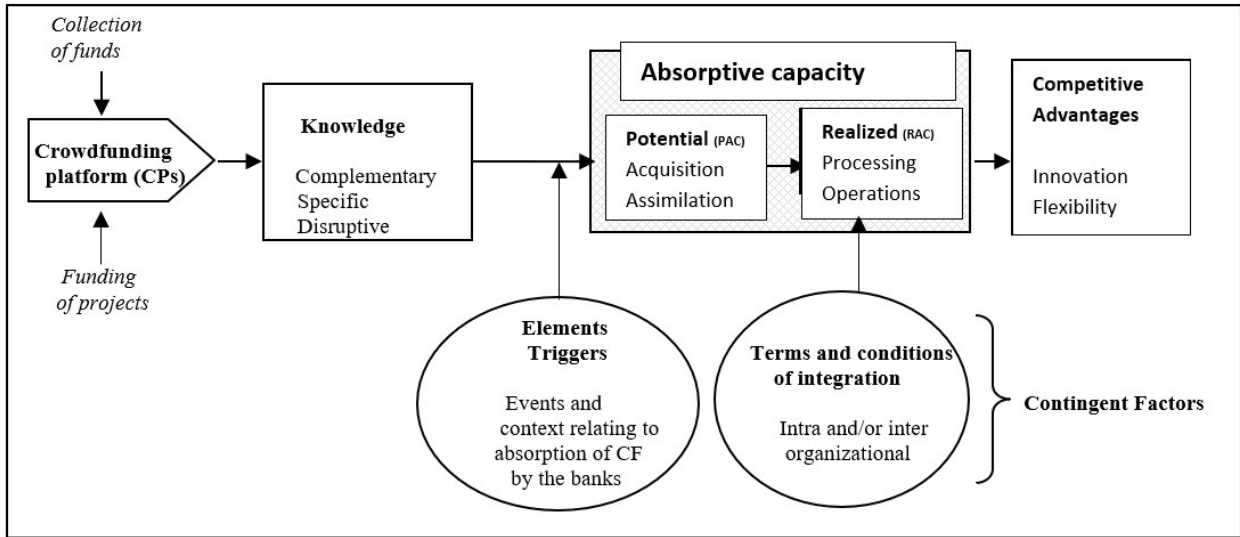 Collection
of funds
Crowdfunding
platform (CPs)
Funding
of projects
Knowledge
Complementary
Specific
Disruptive
Absorptive capacity
Potential (PAC)
Acquisition
Assimilation
Realized (RAC)
Processing
Operations
Competitive
Advantages
Innovation
Flexibility
Elements
Triggers
Events and
context relating to
absorption of CF
by the banks
Terms and conditions
of integration
Intra and/or inter
organizational
Contingent Factors